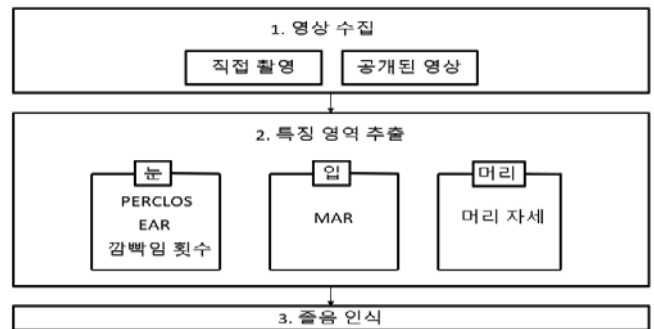 1. 영상 수집
직접 촬영 공개된 영상
2. 특징 영역 추출
눈 입 머리
PERCLOS
EAR
깜빡임 횟수
MAR
머리 자세
3. 졸음 인식